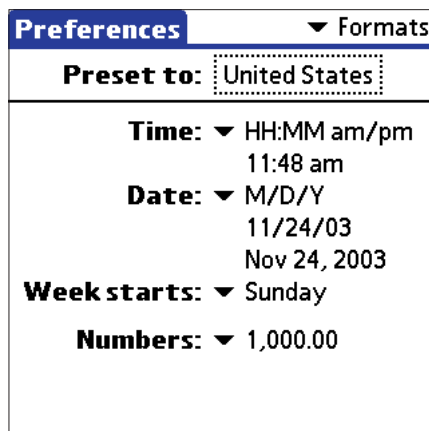 Preferences Formats
Preset to: United States
Time: HH:MM am/pm
11:48 am
Date: M/D/Y
11/24/03
Nov 24, 2003
Week starts: Sunday
Numbers: 1,000.00